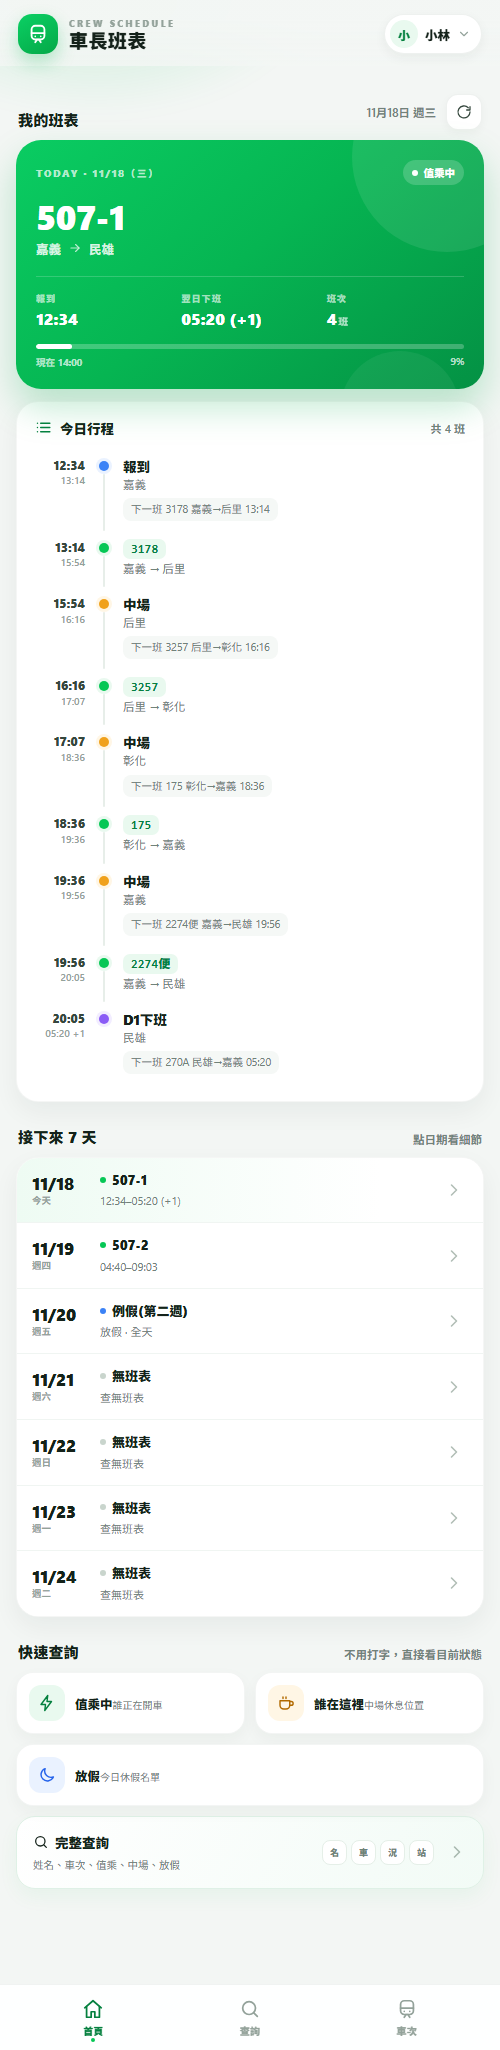 CREW SCHEDULE
車長班表
小 小林
我的班表
11月18日 週三
TODAY · 11/18 (三)
值乘中
507-1
嘉義 → 民雄
報到 翌日下班 班次
12:34 05:20 (+1) 4班
現在 14:00 9%
今日行程 共 4 班
12:34 報到
13:14 嘉義
下一班 3178 嘉義→后里 13:14
13:14 3178
15:54 嘉義 → 后里
15:54 中場
16:16 后里
下一班 3257 后里→彰化 16:16
16:16 3257
17:07 后里 → 彰化
17:07 中場
18:36 彰化
下一班 175 彰化→嘉義 18:36
18:36 175
19:36 彰化 → 嘉義
19:36 中場
19:56 嘉義
下一班 2274便 嘉義→民雄 19:56
19:56 2274便
20:05 嘉義 → 民雄
20:05 D1下班
05:20 +1 民雄
下一班 270A 民雄→嘉義 05:20
接下來 7 天 點日期看細節
11/18 507-1
今天 12:34–05:20 (+1)
11/19 507-2
週四 04:40–09:03
11/20 例假(第二週)
週五 放假 · 全天
11/21 無班表
週六 查無班表
11/22 無班表
週日 查無班表
11/23 無班表
週一 查無班表
11/24 無班表
週二 查無班表
快速查詢 不用打字，直接看目前狀態
值乘中誰正在開車
誰在這裡中場休息位置
放假今日休假名單
完整查詢
姓名、車次、值乘、中場、放假
名 車 況 站
首頁 查詢 車次